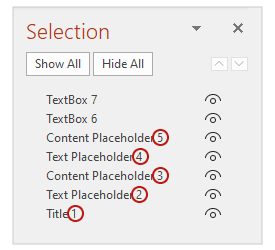 Selection
Show All Hide All
TextBox 7
TextBox 6
Content Placeholder 5
Text Placeholder 4
Content Placeholder 3
Text Placeholder 2
Title 1